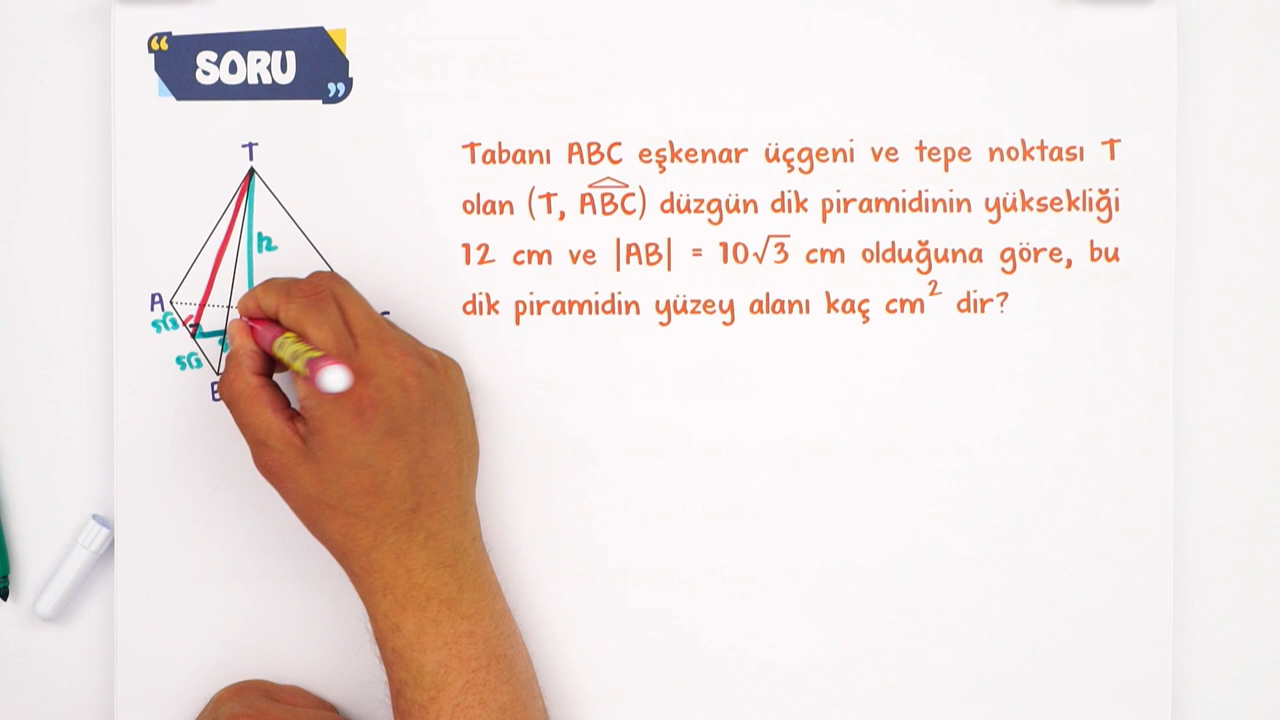 “ SORU ”
T
Tabanı ABC eşkenar üçgeni ve tepe noktası T
olan (T, ABC) düzgün dik piramidinin yüksekliği
12 cm ve |AB| = 10√3 cm olduğuna göre, bu
dik piramidin yüzey alanı kaç cm² dir?
12
A
5√3
5√3
B